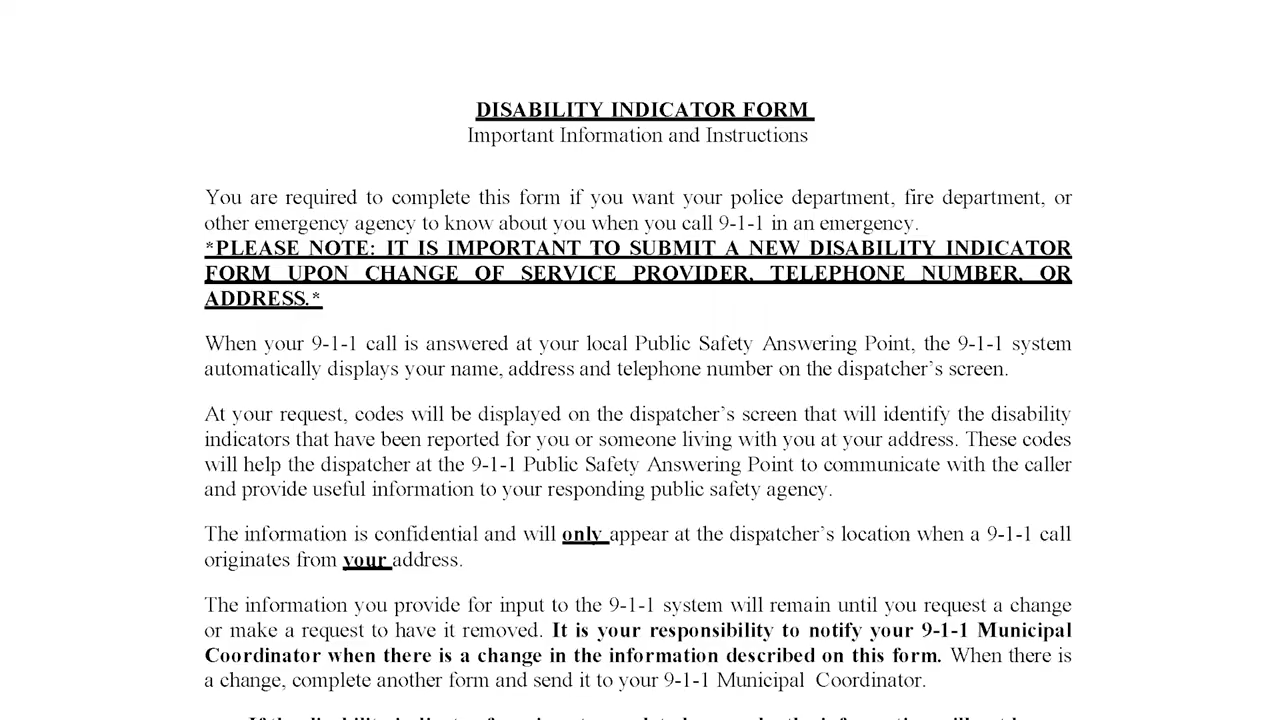 DISABILITY INDICATOR FORM
Important Information and Instructions
You are required to complete this form if you want your police department, fire department, or
other emergency agency to know about you when you call 9-1-1 in an emergency.
*PLEASE NOTE: IT IS IMPORTANT TO SUBMIT A NEW DISABILITY INDICATOR
FORM UPON CHANGE OF SERVICE PROVIDER, TELEPHONE NUMBER, OR
ADDRESS.*
When your 9-1-1 call is answered at your local Public Safety Answering Point, the 9-1-1 system
automatically displays your name, address and telephone number on the dispatcher’s screen.
At your request, codes will be displayed on the dispatcher’s screen that will identify the disability
indicators that have been reported for you or someone living with you at your address. These codes
will help the dispatcher at the 9-1-1 Public Safety Answering Point to communicate with the caller
and provide useful information to your responding public safety agency.
The information is confidential and will only appear at the dispatcher’s location when a 9-1-1 call
originates from your address.
The information you provide for input to the 9-1-1 system will remain until you request a change
or make a request to have it removed. It is your responsibility to notify your 9-1-1 Municipal
Coordinator when there is a change in the information described on this form. When there is
a change, complete another form and send it to your 9-1-1 Municipal Coordinator.